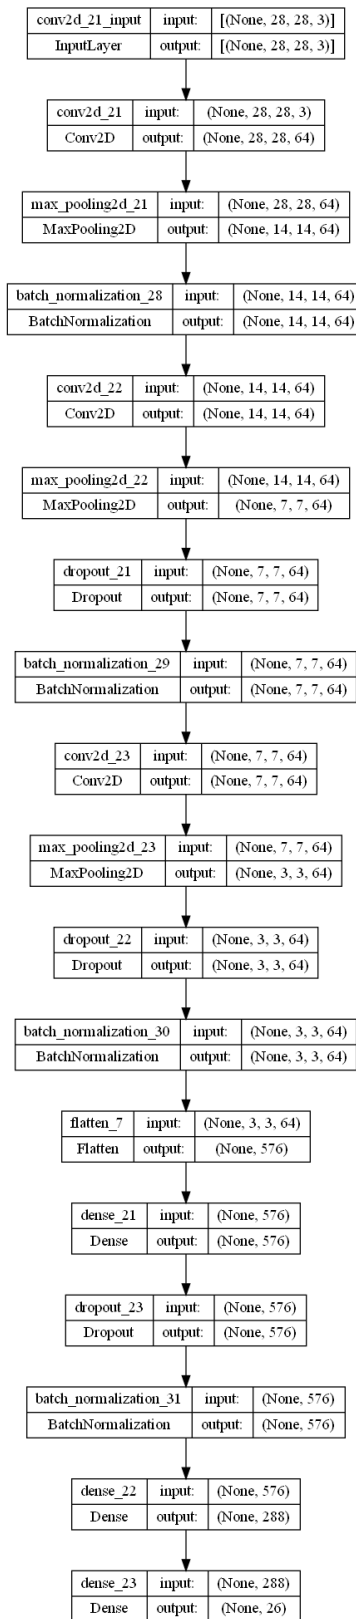 conv2d_21_input input: [(None, 28, 28, 3)]
InputLayer output: [(None, 28, 28, 3)]
conv2d_21 input: (None, 28, 28, 3)
Conv2D output: (None, 28, 28, 64)
max_pooling2d_21 input: (None, 28, 28, 64)
MaxPooling2D output: (None, 14, 14, 64)
batch_normalization_28 input: (None, 14, 14, 64)
BatchNormalization output: (None, 14, 14, 64)
conv2d_22 input: (None, 14, 14, 64)
Conv2D output: (None, 14, 14, 64)
max_pooling2d_22 input: (None, 14, 14, 64)
MaxPooling2D output: (None, 7, 7, 64)
dropout_21 input: (None, 7, 7, 64)
Dropout output: (None, 7, 7, 64)
batch_normalization_29 input: (None, 7, 7, 64)
BatchNormalization output: (None, 7, 7, 64)
conv2d_23 input: (None, 7, 7, 64)
Conv2D output: (None, 7, 7, 64)
max_pooling2d_23 input: (None, 7, 7, 64)
MaxPooling2D output: (None, 3, 3, 64)
dropout_22 input: (None, 3, 3, 64)
Dropout output: (None, 3, 3, 64)
batch_normalization_30 input: (None, 3, 3, 64)
BatchNormalization output: (None, 3, 3, 64)
flatten_7 input: (None, 3, 3, 64)
Flatten output: (None, 576)
dense_21 input: (None, 576)
Dense output: (None, 576)
dropout_23 input: (None, 576)
Dropout output: (None, 576)
batch_normalization_31 input: (None, 576)
BatchNormalization output: (None, 576)
dense_22 input: (None, 576)
Dense output: (None, 288)
dense_23 input: (None, 288)
Dense output: (None, 26)